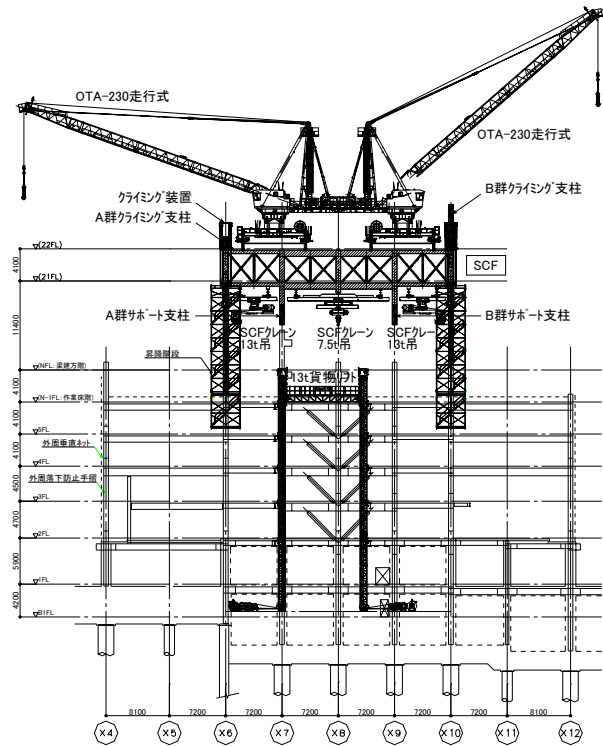 OTA-230走行式
OTA-230走行式
クライミング装置
A群クライミング支柱
B群クライミング支柱
(22FL)
4100
SCF
(21FL)
11400
A群サポート支柱
SCFクレーン
13t吊
SCFクレーン
7.5t吊
SCFクレーン
13t吊
B群サポート支柱
昇降階段
(NFL:梁建方階)
13t貨物リフト
4100
(N-1FL:作業床階)
4100
5FL
外周垂直ネット
4100
4FL
外周落下防止手摺
4500
3FL
4700
2FL
5900
1FL
4200
B1FL
8100 7200 7200 7200 7200 7200 7200 8100
X4 X5 X6 X7 X8 X9 X10 X11 X12